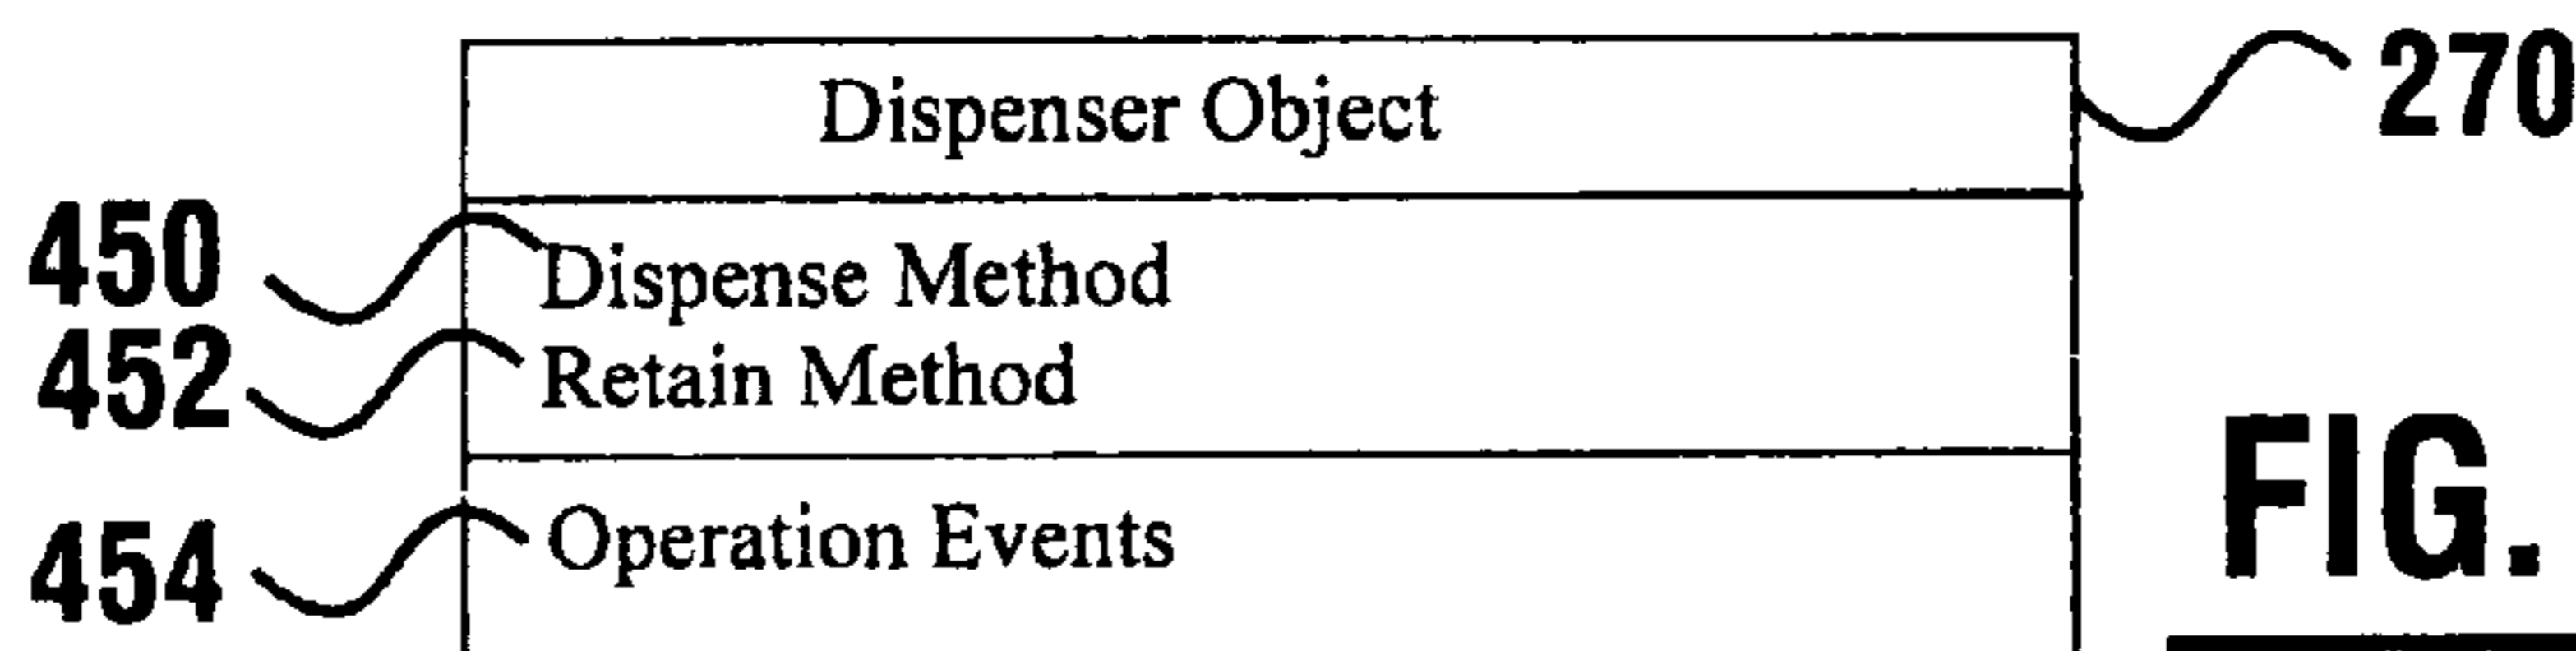 Dispenser Object
270
450
Dispense Method
452
Retain Method
FIG.
454
Operation Events